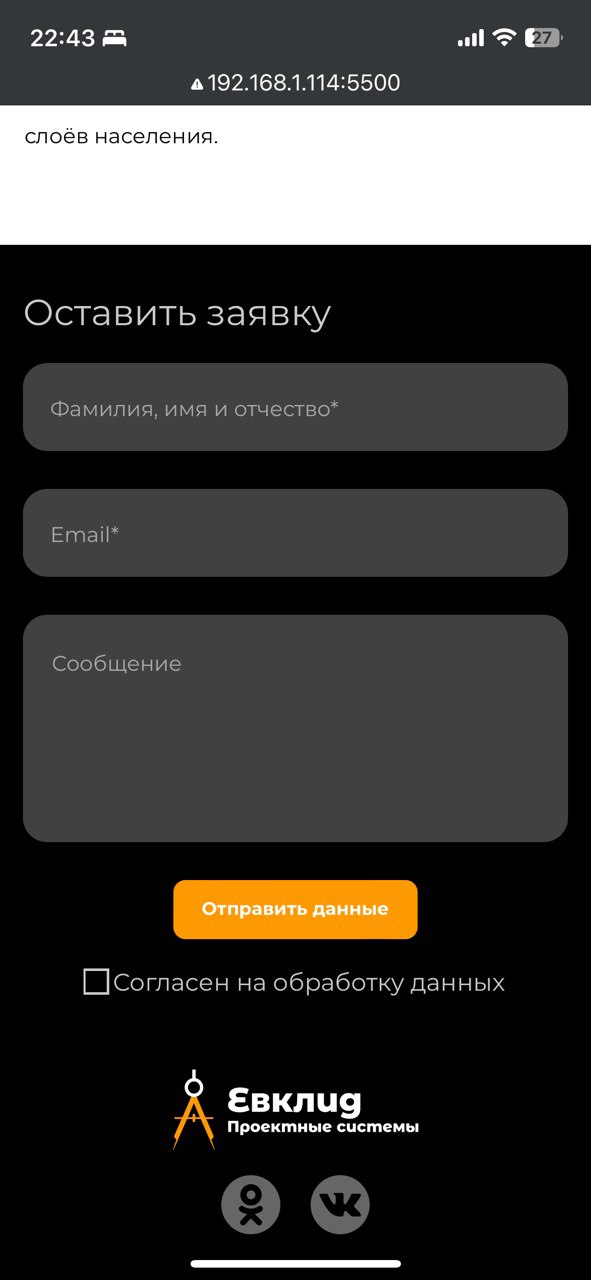 22:43
27
192.168.1.114:5500
слоёв населения.
Оставить заявку
Фамилия, имя и отчество*
Email*
Сообщение
Отправить данные
Согласен на обработку данных
Евклид
Проектные системы